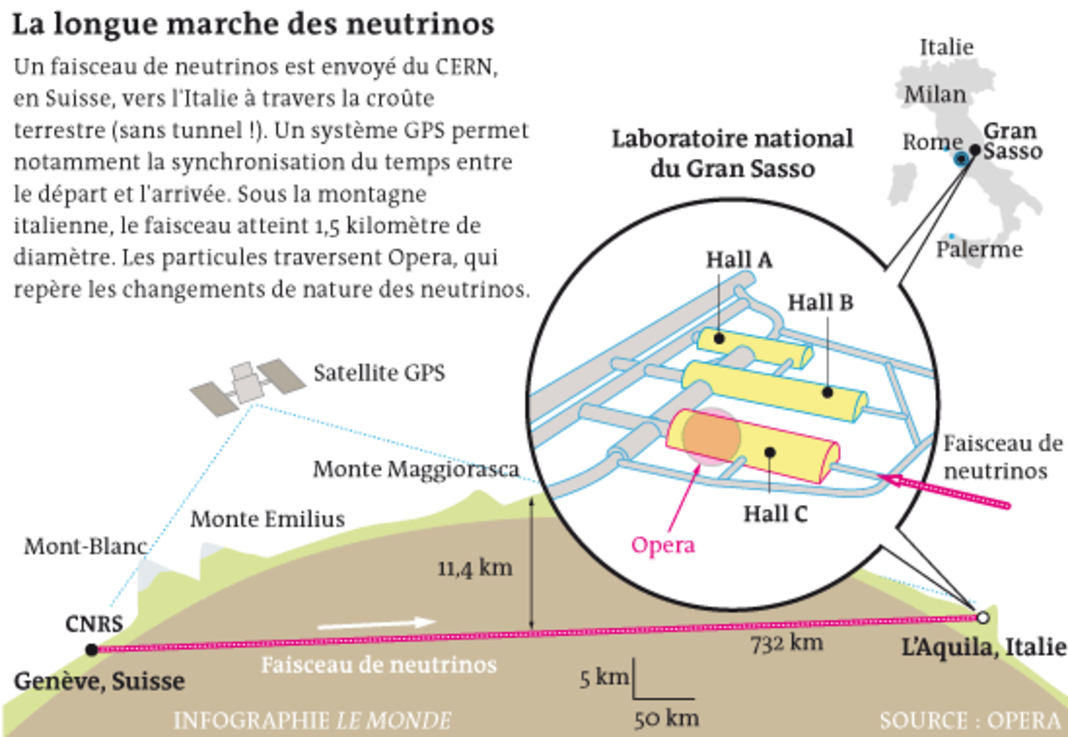 La longue marche des neutrinos
Un faisceau de neutrinos est envoyé du CERN,
en Suisse, vers l'Italie à travers la croûte
terrestre (sans tunnel !). Un système GPS permet
notamment la synchronisation du temps entre
le départ et l'arrivée. Sous la montagne
italienne, le faisceau atteint 1,5 kilomètre de
diamètre. Les particules traversent Opera, qui
repère les changements de nature des neutrinos.
Italie
Milan
Rome
Gran
Sasso
Palerme
Laboratoire national
du Gran Sasso
Hall A
Hall B
Hall C
Opera
Faisceau de
neutrinos
Satellite GPS
Monte Maggiorasca
Monte Emilius
Mont-Blanc
11,4 km
CNRS
Genève, Suisse
Faisceau de neutrinos
732 km
L'Aquila, Italie
5 km
50 km
INFOGRAPHIE LE MONDE
SOURCE : OPERA